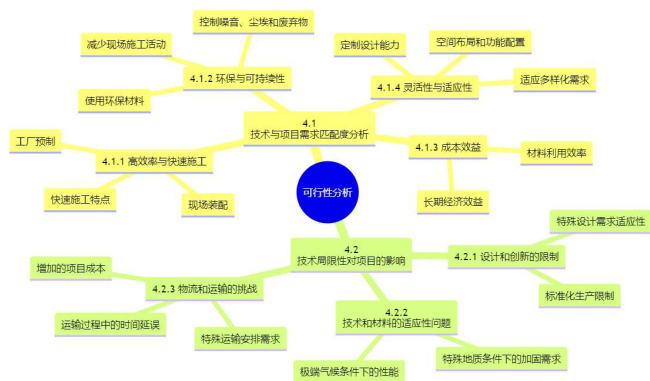 可行性分析
4.1
技术与项目需求匹配度分析
4.1.1 高效率与快速施工
工厂预制
快速施工特点
现场装配
4.1.2 环保与可持续性
控制噪音、尘埃和废弃物
减少现场施工活动
使用环保材料
4.1.3 成本效益
材料利用效率
长期经济效益
4.1.4 灵活性与适应性
定制设计能力
空间布局和功能配置
适应多样化需求
4.2
技术局限性对项目的影响
4.2.1 设计和创新的限制
特殊设计需求适应性
标准化生产限制
4.2.2
技术和材料的适应性问题
极端气候条件下的性能
特殊地质条件下的加固需求
4.2.3 物流和运输的挑战
增加的项目成本
运输过程中的时间延误
特殊运输安排需求